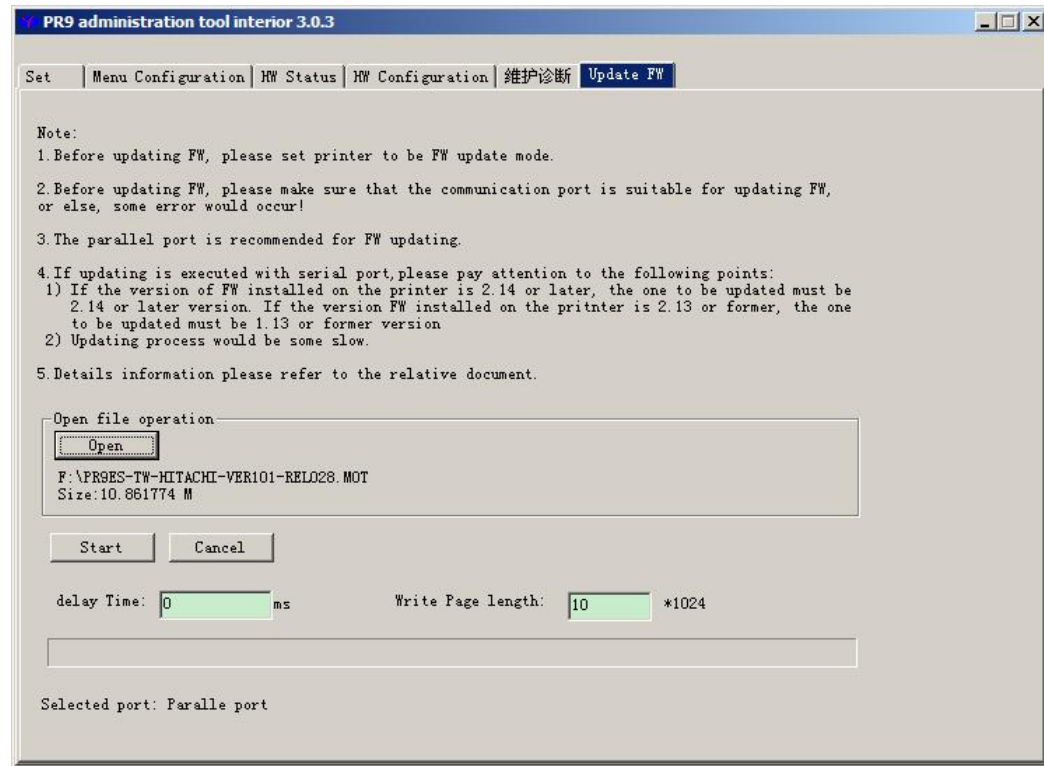 PR9 administration tool interior 3.0.3
Set Menu Configuration HW Status HW Configuration 维护诊断 Update FW
Note:
1.Before updating FW, please set printer to be FW update mode.
2.Before updating FW, please make sure that the communication port is suitable for updating FW,
or else, some error would occur!
3.The parallel port is recommended for FW updating.
4.If updating is executed with serial port,please pay attention to the following points:
1) If the version of FW installed on the printer is 2.14 or later, the one to be updated must be
2.14 or later version. If the version FW installed on the pritnter is 2.13 or former, the one
to be updated must be 1.13 or former version
2) Updating process would be some slow.
5.Details information please refer to the relative document.
Open file operation
Open
F:\PR9ES-TW-HITACHI-VER101-REL028.MOT
Size:10.861774 M
Start Cancel
delay Time: 0 ms Write Page length: 10 *1024
Selected port: Paralle port